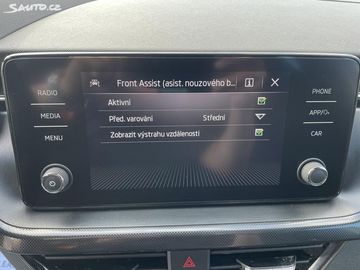 Sauto.cz
Front Assist (asist. nouzového b...
RADIO
PHONE
Aktivní
MEDIA
Před. varování Střední
APP/
MENU
Zobrazit výstrahu vzdálenosti
CAR